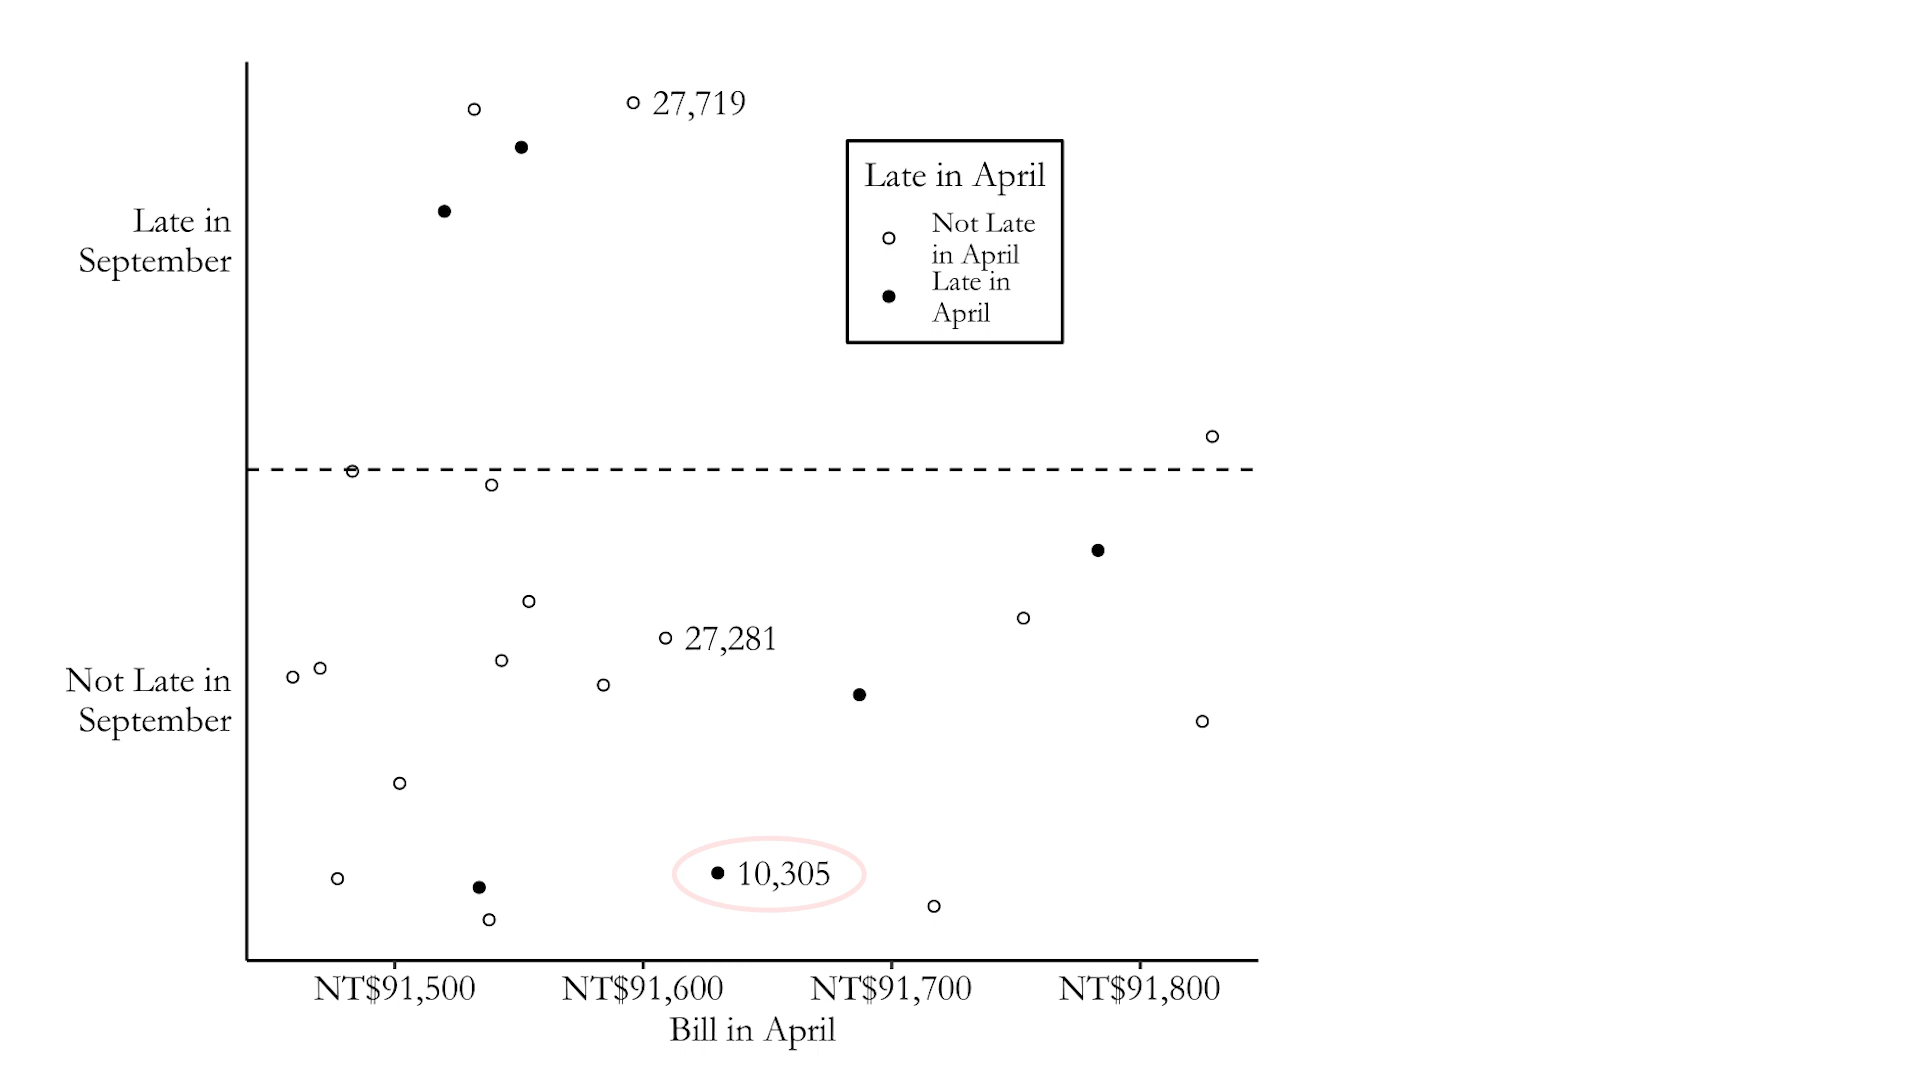 27,719
Late in April
Not Late
in April
Late in
April
Late in
September
27,281
Not Late in
September
10,305
NT$91,500 NT$91,600 NT$91,700 NT$91,800
Bill in April